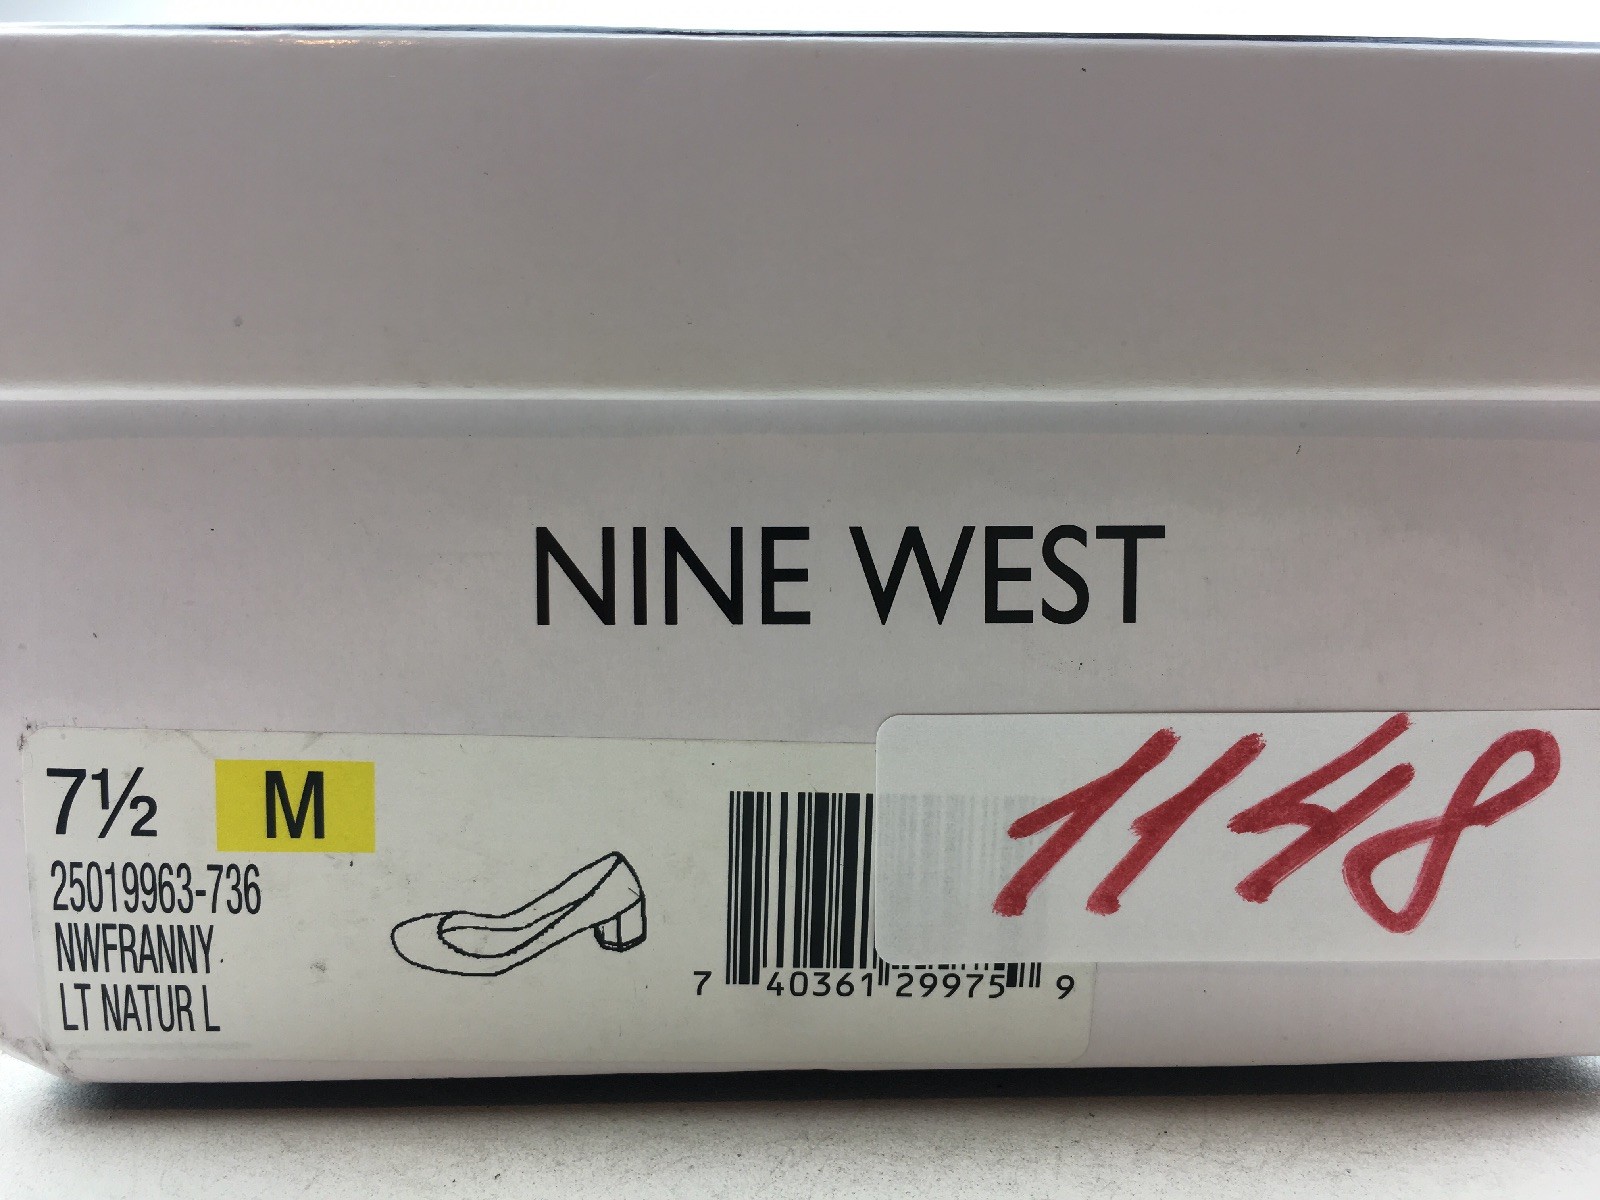 NINE WEST
7½ M
25019963-736
NWFRANNY
LT NATUR L
7 40361 29975 9
1148